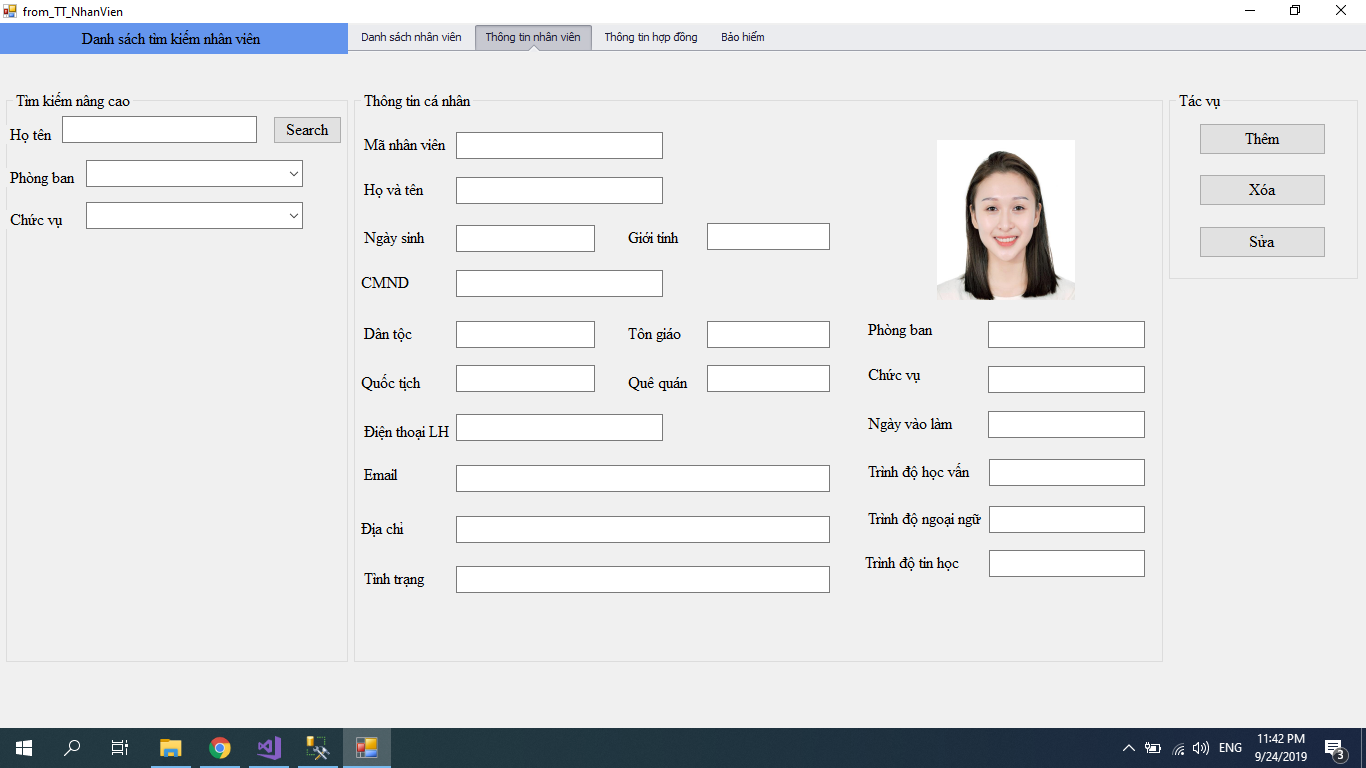 from_TT_NhanVien
Danh sách tìm kiếm nhân viên
Danh sách nhân viên
Thông tin nhân viên
Thông tin hợp đồng
Bảo hiểm
Tìm kiếm nâng cao
Họ tên
Search
Phòng ban
Chức vụ
Thông tin cá nhân
Mã nhân viên
Họ và tên
Ngày sinh
Giới tính
CMND
Dân tộc
Tôn giáo
Quốc tịch
Quê quán
Điện thoại LH
Email
Địa chỉ
Tình trạng
Phòng ban
Chức vụ
Ngày vào làm
Trình độ học vấn
Trình độ ngoại ngữ
Trình độ tin học
Tác vụ
Thêm
Xóa
Sửa
ENG
11:42 PM
9/24/2019
3